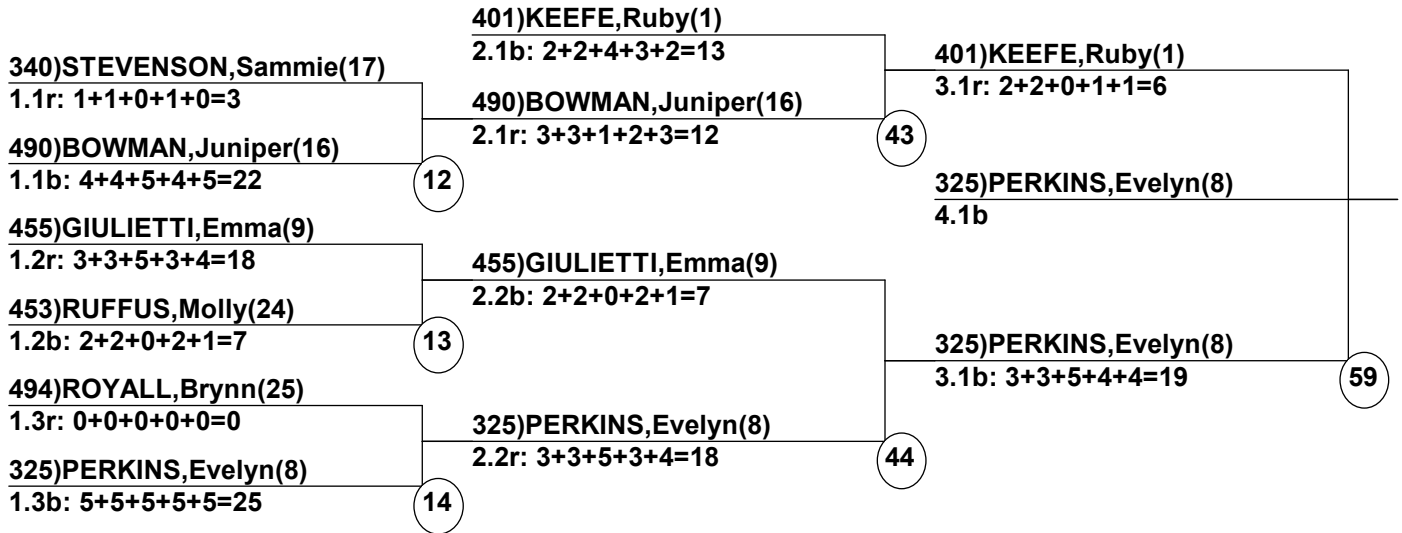 340)STEVENSON,Sammie(17)
1.1r: 1+1+0+1+0=3
490)BOWMAN,Juniper(16)
1.1b: 4+4+5+4+5=22
12
455)GIULIETTI,Emma(9)
1.2r: 3+3+5+3+4=18
453)RUFFUS,Molly(24)
1.2b: 2+2+0+2+1=7
13
494)ROYALL,Brynn(25)
1.3r: 0+0+0+0+0=0
325)PERKINS,Evelyn(8)
1.3b: 5+5+5+5+5=25
14
401)KEEFE,Ruby(1)
2.1b: 2+2+4+3+2=13
490)BOWMAN,Juniper(16)
2.1r: 3+3+1+2+3=12
43
455)GIULIETTI,Emma(9)
2.2b: 2+2+0+2+1=7
325)PERKINS,Evelyn(8)
2.2r: 3+3+5+3+4=18
44
401)KEEFE,Ruby(1)
3.1r: 2+2+0+1+1=6
325)PERKINS,Evelyn(8)
4.1b
325)PERKINS,Evelyn(8)
3.1b: 3+3+5+4+4=19
59